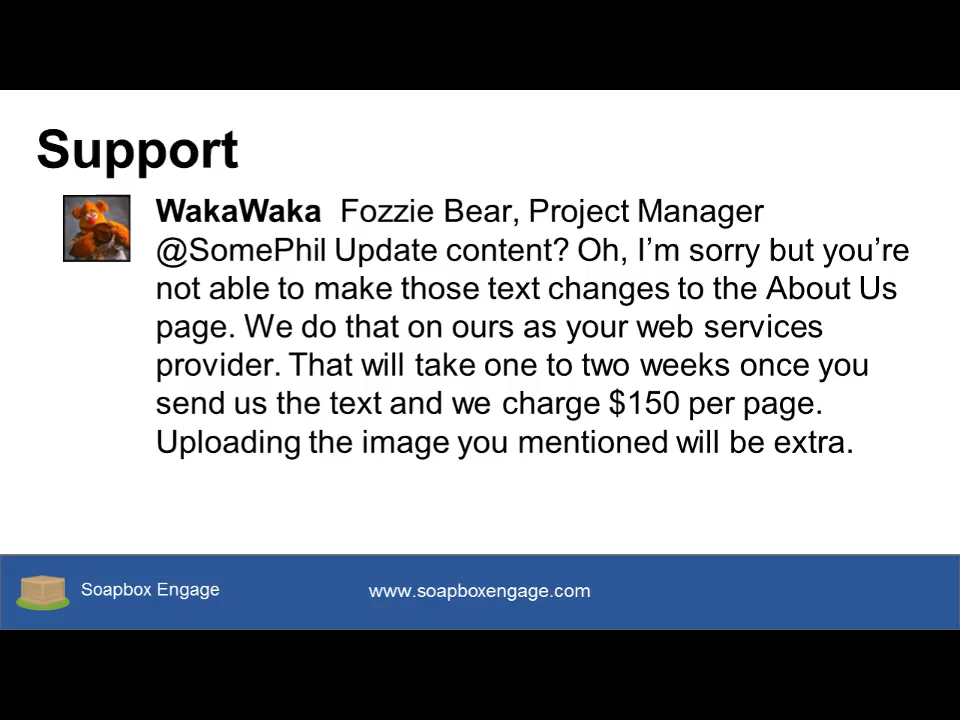 Support
WakaWaka Fozzie Bear, Project Manager
@SomePhil Update content? Oh, I’m sorry but you’re
not able to make those text changes to the About Us
page. We do that on ours as your web services
provider. That will take one to two weeks once you
send us the text and we charge $150 per page.
Uploading the image you mentioned will be extra.
Soapbox Engage
www.soapboxengage.com